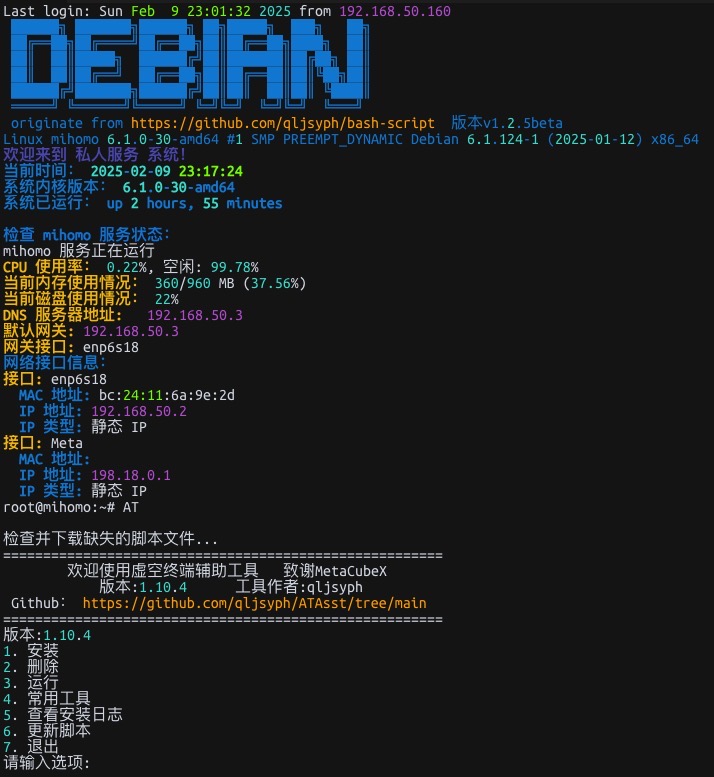 Last login: Sun Feb  9 23:01:32 2025 from 192.168.50.160
DEBIAN
originate from https://github.com/qljsyph/bash-script  版本v1.2.5beta
Linux mihomo 6.1.0-30-amd64 #1 SMP PREEMPT_DYNAMIC Debian 6.1.124-1 (2025-01-12) x86_64
欢迎来到 私人服务 系统!
当前时间: 2025-02-09 23:17:24
系统内核版本: 6.1.0-30-amd64
系统已运行: up 2 hours, 55 minutes
检查 mihomo 服务状态:
mihomo 服务正在运行
CPU 使用率: 0.22%, 空闲: 99.78%
当前内存使用情况: 360/960 MB (37.56%)
当前磁盘使用情况: 22%
DNS 服务器地址: 192.168.50.3
默认网关: 192.168.50.3
网关接口: enp6s18
网络接口信息:
接口: enp6s18
MAC 地址: bc:24:11:6a:9e:2d
IP 地址: 192.168.50.2
IP 类型: 静态 IP
接口: Meta
MAC 地址:
IP 地址: 198.18.0.1
IP 类型: 静态 IP
root@mihomo:~# AT
检查并下载缺失的脚本文件...
=======================================================
欢迎使用虚空终端辅助工具   致谢MetaCubeX
版本:1.10.4      工具作者:qljsyph
Github: https://github.com/qljsyph/ATAsst/tree/main
=======================================================
版本:1.10.4
1. 安装
2. 删除
3. 运行
4. 常用工具
5. 查看安装日志
6. 更新脚本
7. 退出
请输入选项: